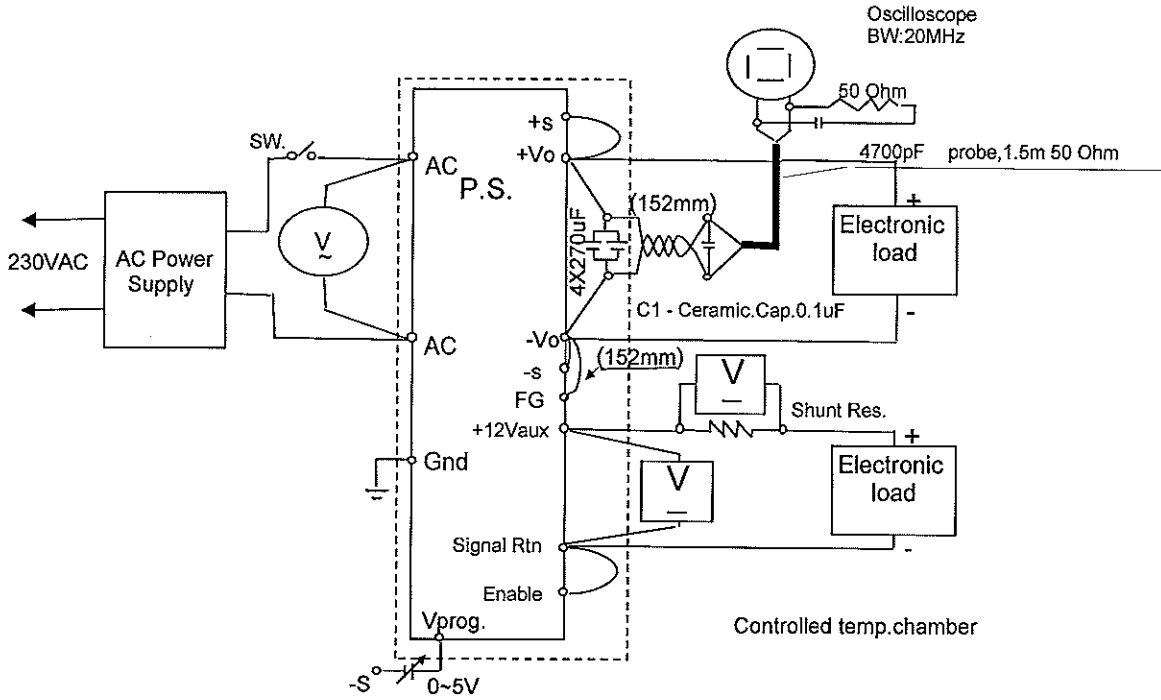 Oscilloscope
BW:20MHz
50 Ohm
4700pF
probe,1.5m 50 Ohm
SW.
+s
+Vo
AC
P.S.
(152mm)
4X270uF
V
~
230VAC
AC Power
Supply
+
Electronic
load
-
C1 - Ceramic.Cap.0.1uF
AC
-Vo
(152mm)
-s
FG
+12Vaux
V
Shunt Res.
Gnd
V
+
Electronic
load
-
Signal Rtn
Enable
Vprog.
-S
0~5V
Controlled temp.chamber